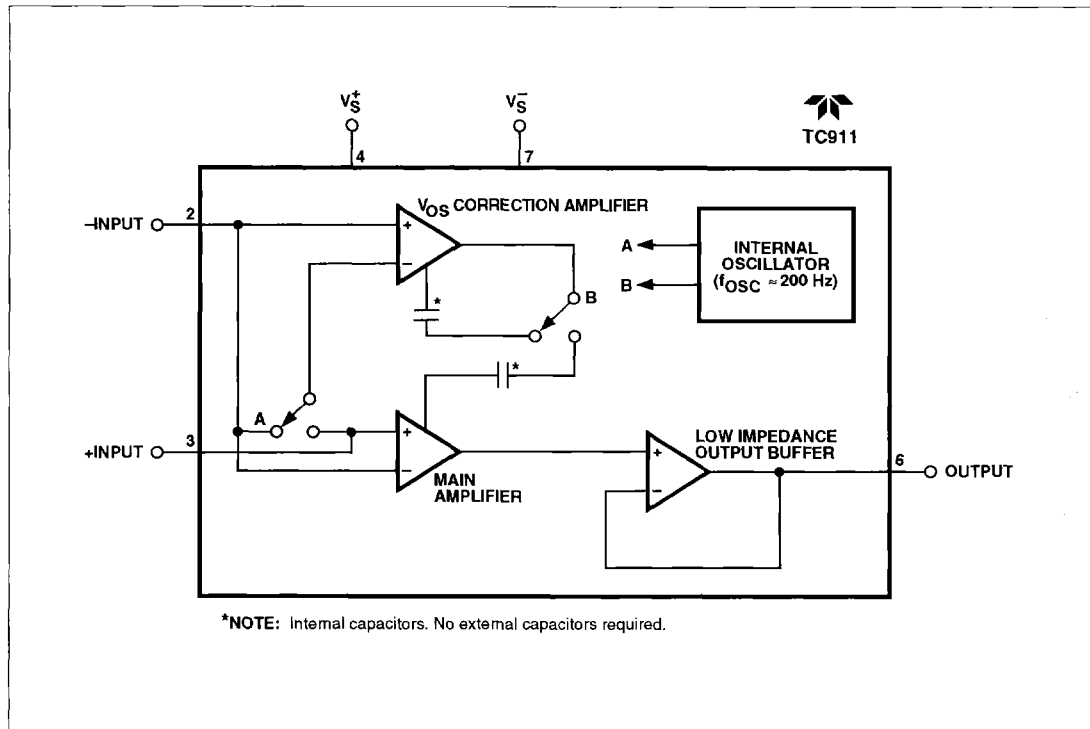 V_S^+
V_S^-
TC911
4
7
–INPUT
2
V_OS CORRECTION AMPLIFIER
+
–
A
B
INTERNAL
OSCILLATOR
(f_OSC ≈ 200 Hz)
*
B
*
A
+INPUT
3
+
–
MAIN
AMPLIFIER
LOW IMPEDANCE
OUTPUT BUFFER
+
–
6
OUTPUT
*NOTE: Internal capacitors. No external capacitors required.